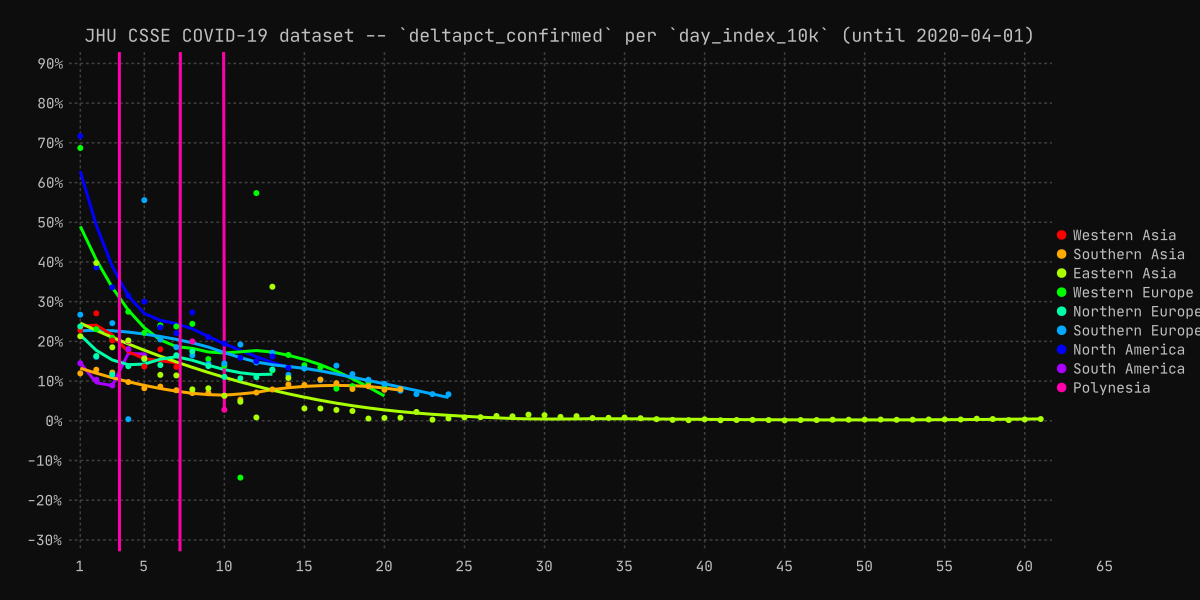 JHU CSSE COVID-19 dataset -- `deltapct_confirmed` per `day_index_10k` (until 2020-04-01)
90%
80%
70%
60%
50%
40%
30%
20%
10%
0%
-10%
-20%
-30%
1 5 10 15 20 25 30 35 40 45 50 55 60 65
Western Asia
Southern Asia
Eastern Asia
Western Europe
Northern Europe
Southern Europe
North America
South America
Polynesia